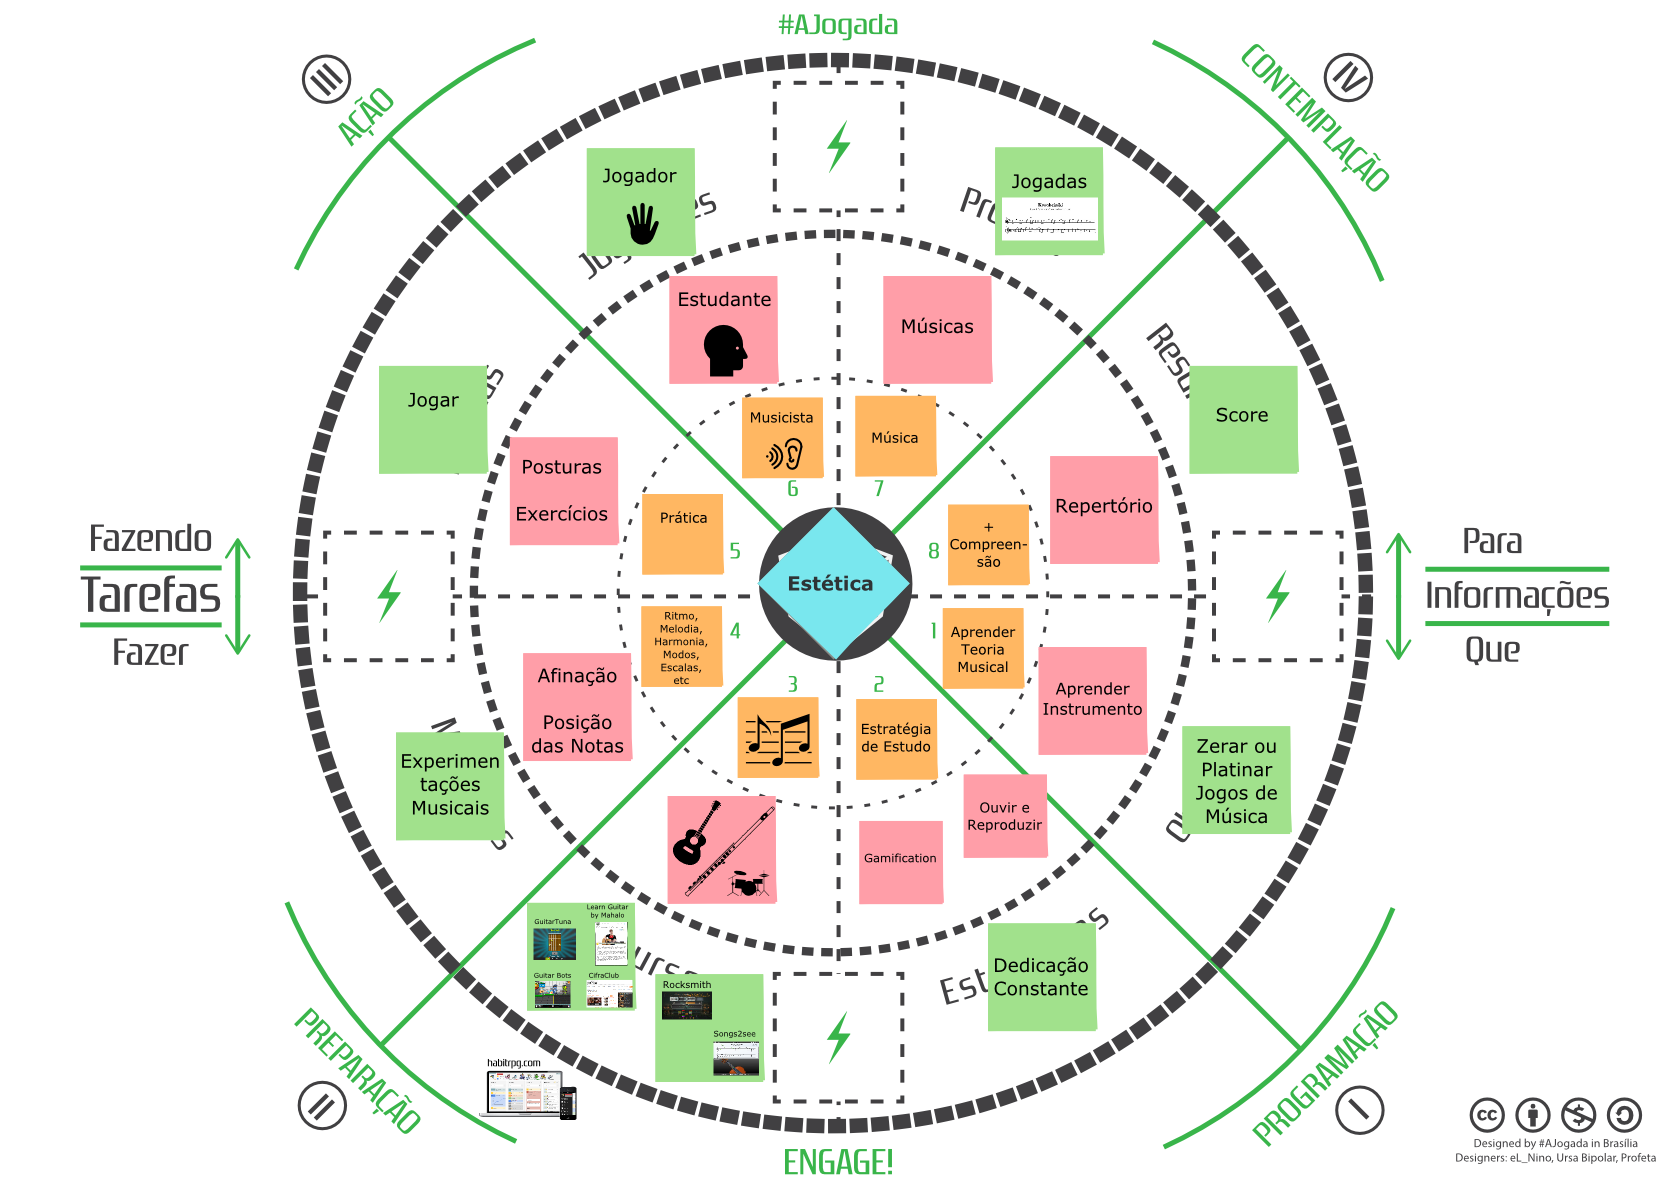 #AJogada
III
AÇÃO
IV
CONTEMPLAÇÃO
Jogador
Jogadas
Estudante
Músicas
Jogar
Score
Posturas
Exercícios
Musicista
Música
Repertório
Prática
+
Compreen-
são
6
7
5
8
Fazendo
Tarefas
Fazer
Para
Informações
Que
Estética
4
1
3
2
Ritmo,
Melodia,
Harmonia,
Modos,
Escalas,
etc
Aprender
Teoria
Musical
Afinação
Posição
das Notas
Aprender
Instrumento
Estratégia
de Estudo
Experimen
tações
Musicais
Zerar ou
Platinar
Jogos de
Música
Ouvir e
Reproduzir
Gamification
GuitarTuna
Learn Guitar
by Mahalo
Guitar Bots
CifraClub
Rocksmith
Songs2see
Dedicação
Constante
habitrpg.com
PREPARAÇÃO
II
PROGRAMAÇÃO
I
ENGAGE!
cc
Designed by #AJogada in Brasília
Designers: eL_Nino, Ursa Bipolar, Profeta